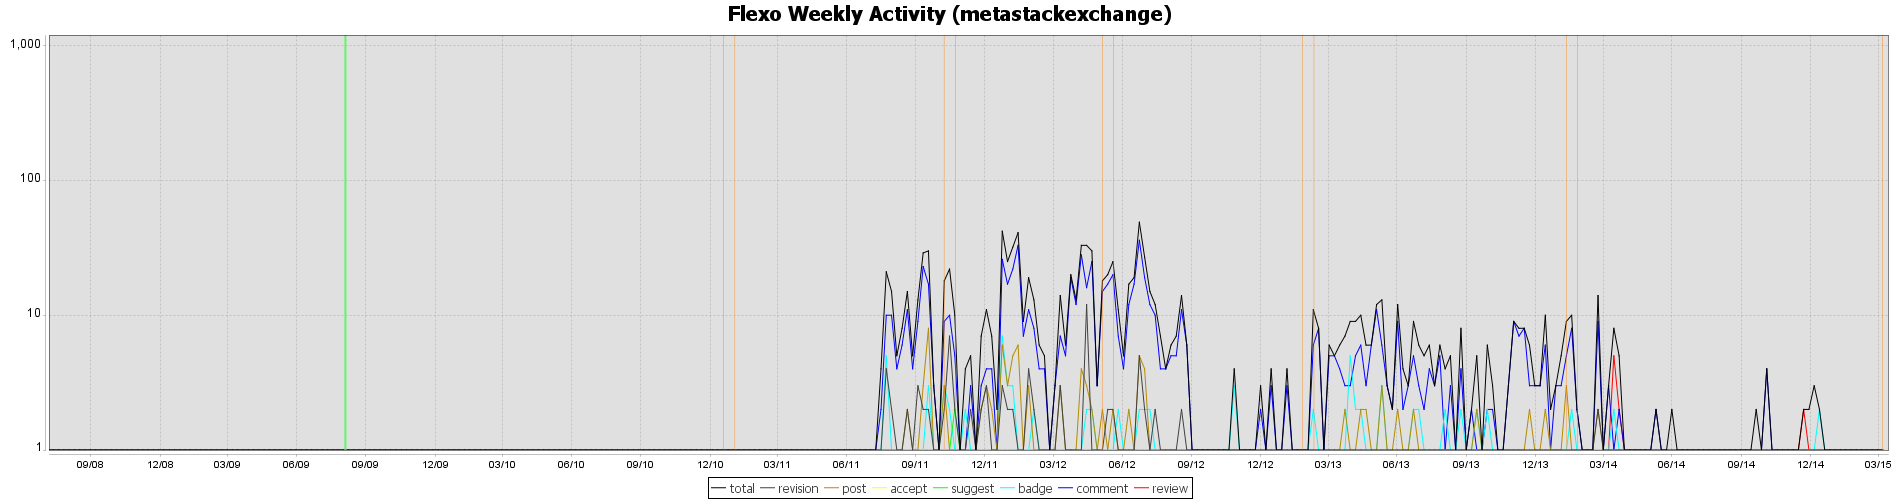 Flexo Weekly Activity (metastackexchange)
1,000
100
10
1
09/08 12/08 03/09 06/09 09/09 12/09 03/10 06/10 09/10 12/10 03/11 06/11 09/11 12/11 03/12 06/12 09/12 12/12 03/13 06/13 09/13 12/13 03/14 06/14 09/14 12/14 03/15
total revision post accept suggest badge comment review